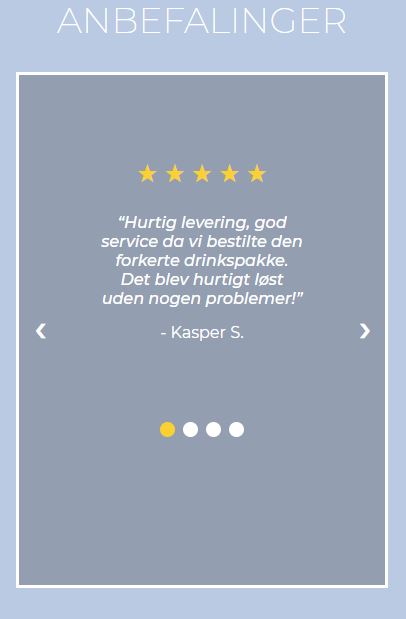 ANBEFALINGER
“Hurtig levering, god
service da vi bestilte den
forkerte drinkspakke.
Det blev hurtigt løst
uden nogen problemer!”
- Kasper S.